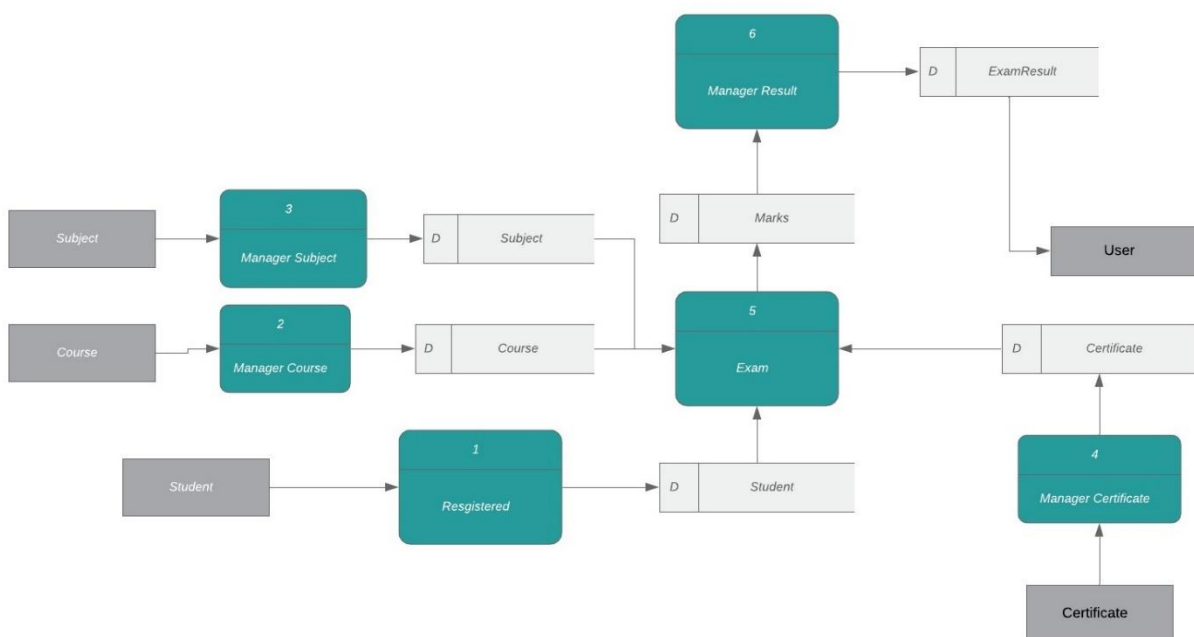 6
Manager Result
D ExamResult
3
Manager Subject
Subject
D Subject
D Marks
User
2
Manager Course
Course
D Course
5
Exam
D Certificate
1
Resgistered
Student
D Student
4
Manager Certificate
Certificate